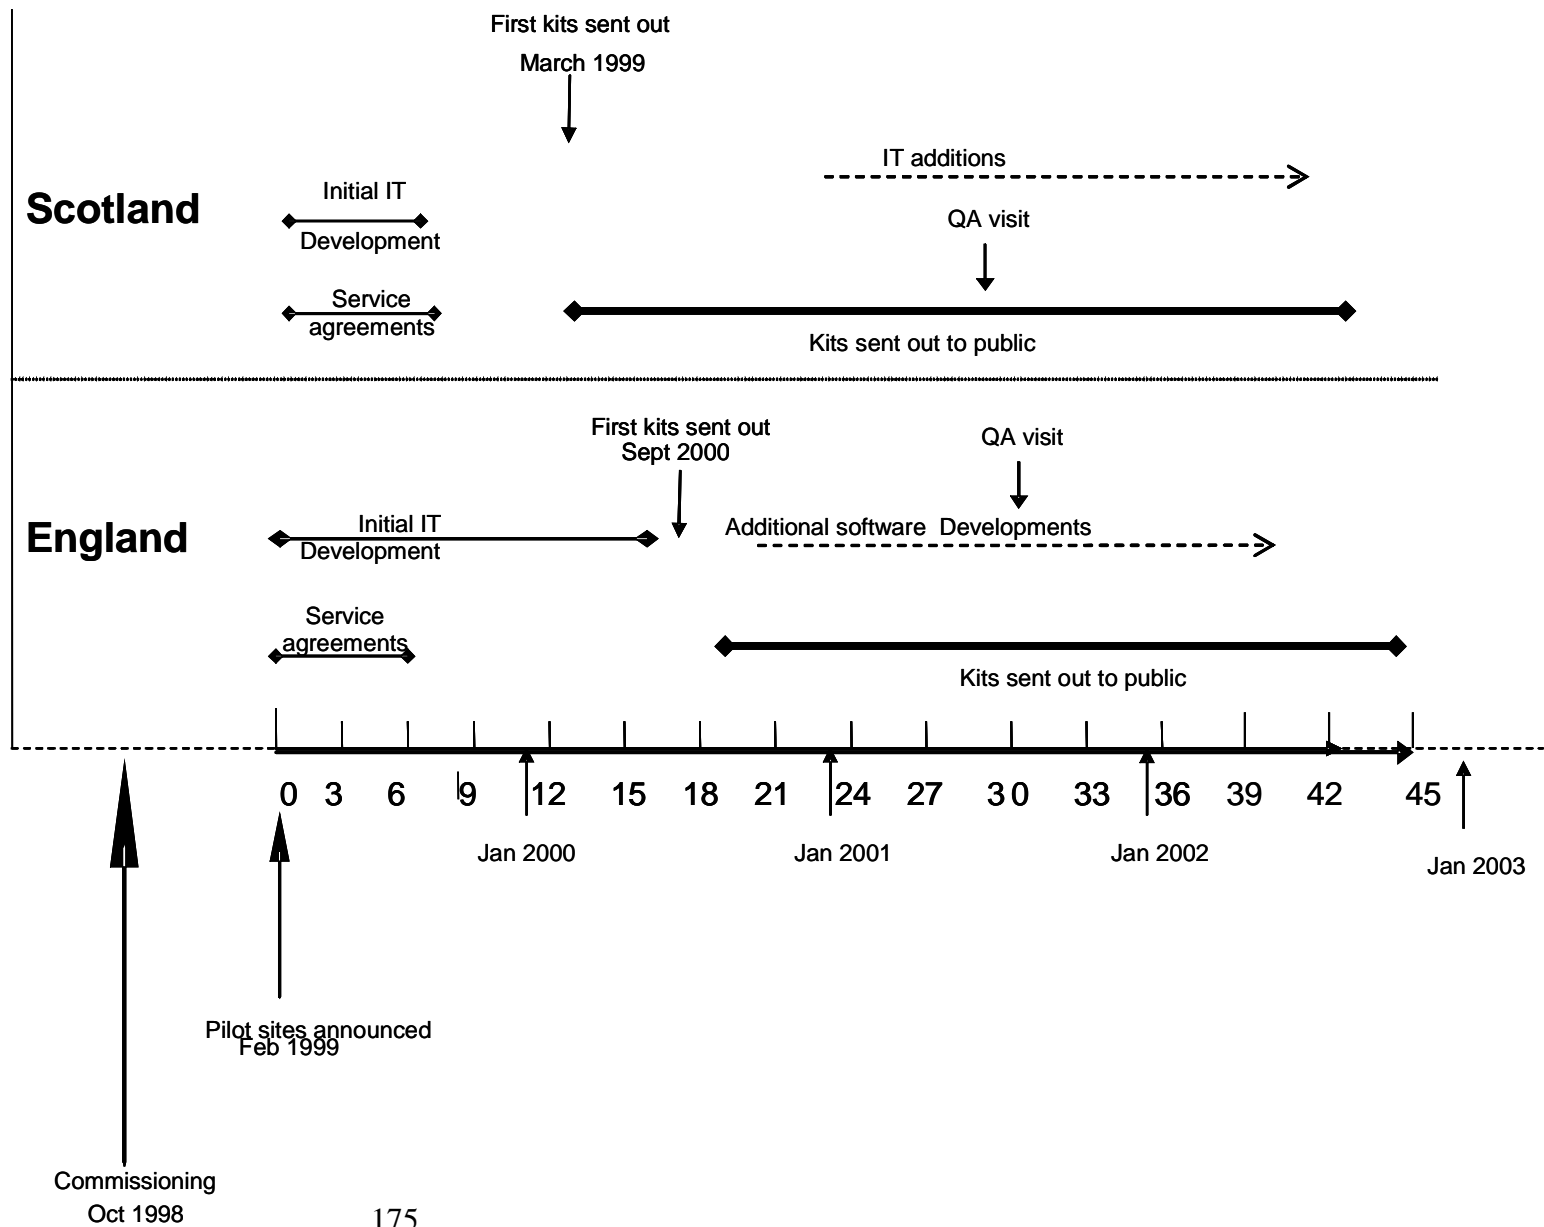 First kits sent out
March 1999
IT additions
Scotland
Initial IT
Development
QA visit
Service
agreements
Kits sent out to public
First kits sent out
Sept 2000
QA visit
England
Initial IT
Development
Additional software Developments
Service
agreements
Kits sent out to public
0 3 6 9 12 15 18 21 24 27 30 33 36 39 42 45
Jan 2000 Jan 2001 Jan 2002 Jan 2003
Pilot sites announced
Feb 1999
Commissioning
Oct 1998
175